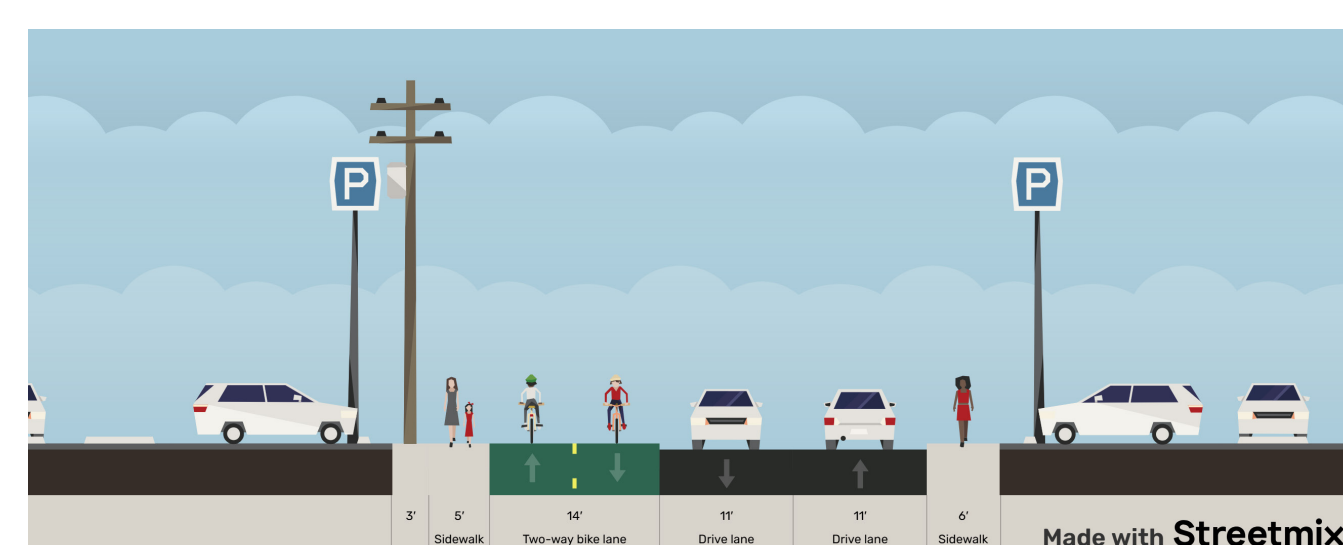 P
P
3' 5' 14' 11' 11' 6'
Sidewalk Two-way bike lane Drive lane Drive lane Sidewalk
Made with Streetmix